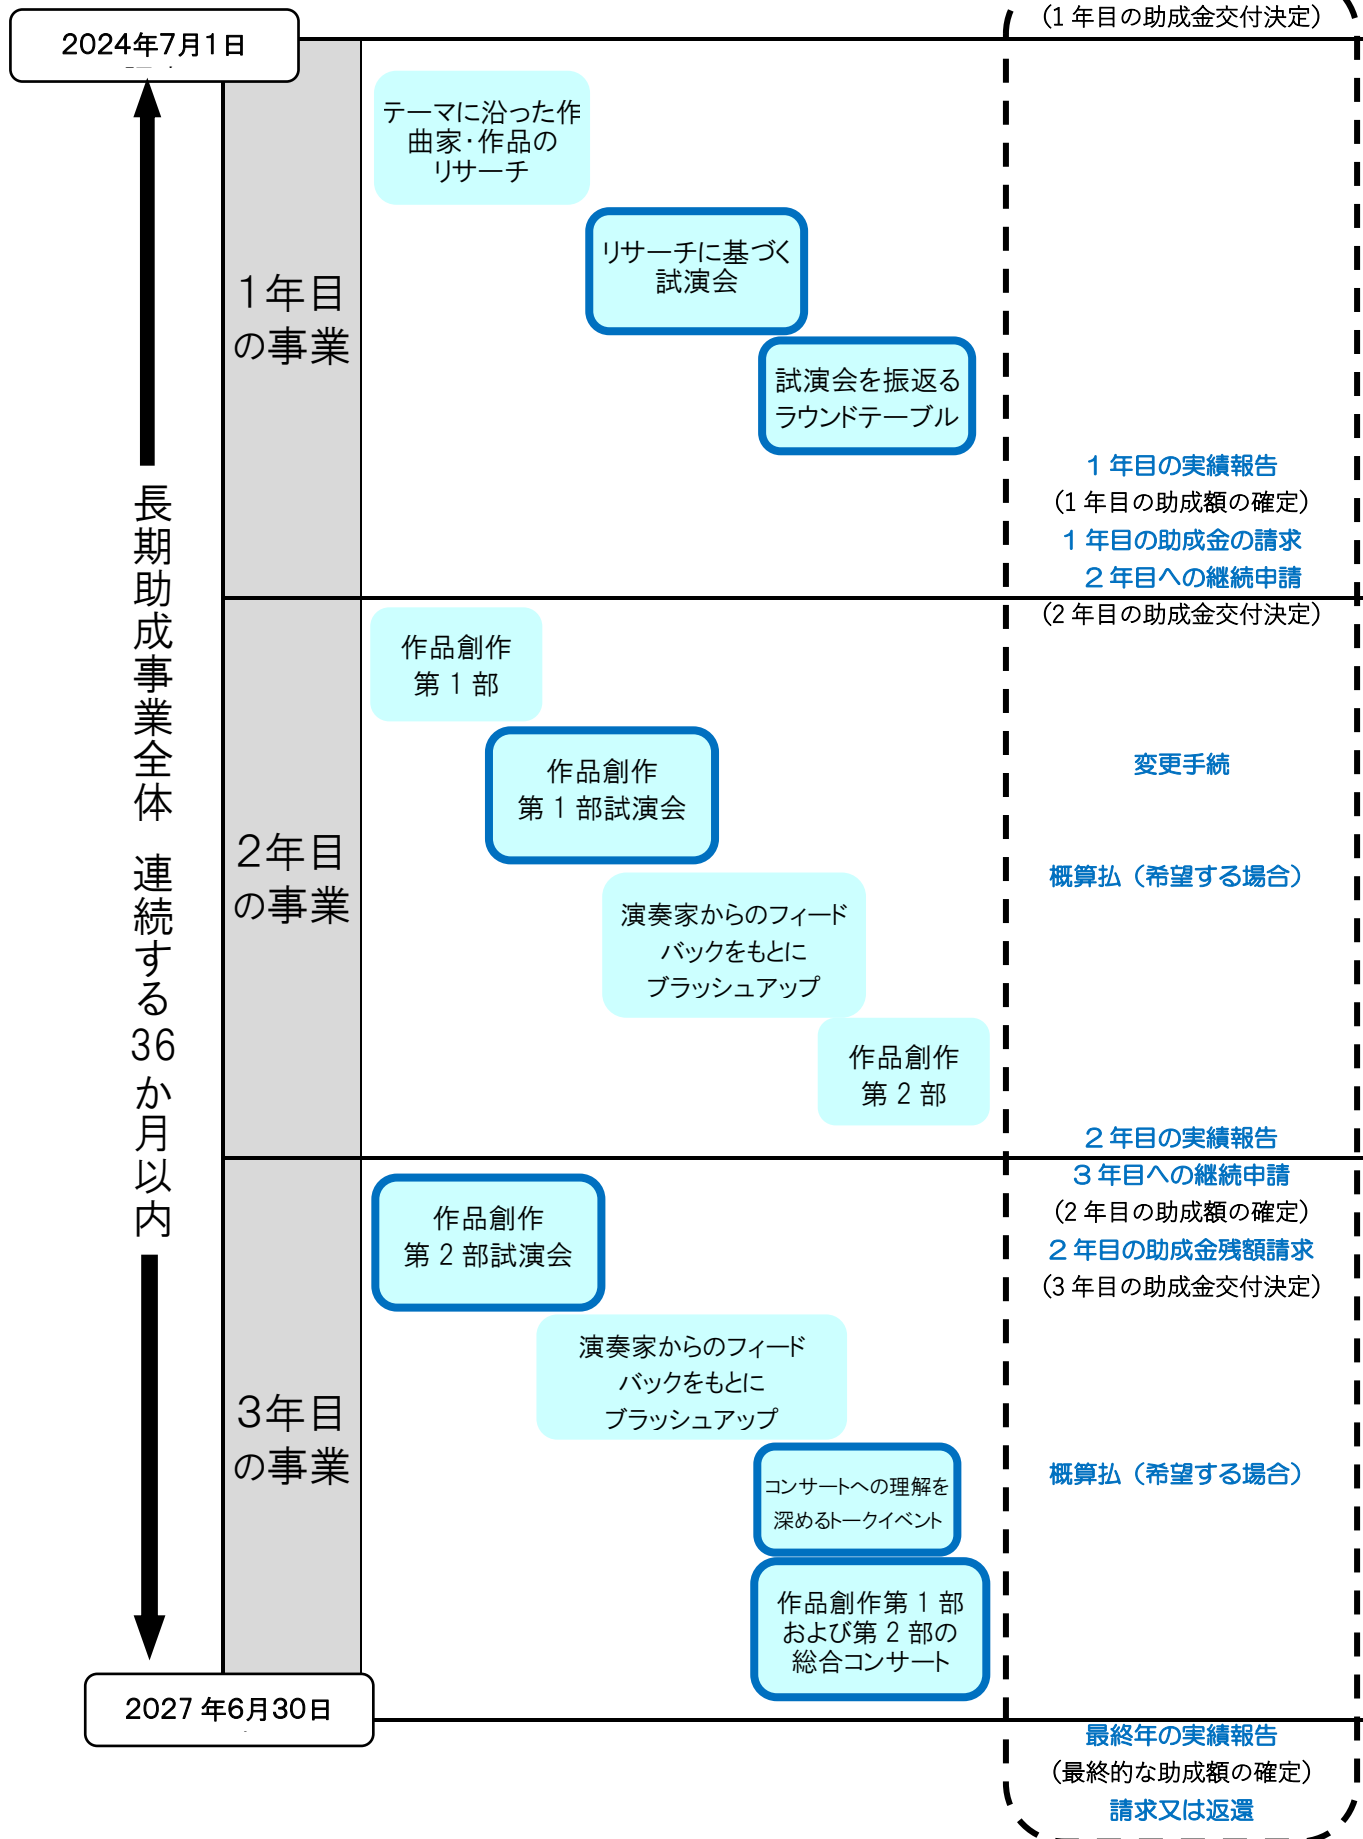 (1年目の助成金交付決定)
2024年7月1日
1年目
の事業
テーマに沿った作
曲家・作品の
リサーチ
リサーチに基づく
試演会
試演会を振返る
ラウンドテーブル
1年目の実績報告
(1年目の助成額の確定)
1年目の助成金の請求
2年目への継続申請
長期助成事業全体 連続する36か月以内
(2年目の助成金交付決定)
2年目
の事業
作品創作
第1部
作品創作
第1部試演会
変更手続
概算払（希望する場合）
演奏家からのフィード
バックをもとに
ブラッシュアップ
作品創作
第2部
2年目の実績報告
3年目への継続申請
(2年目の助成額の確定)
2年目の助成金残額請求
(3年目の助成金交付決定)
3年目
の事業
作品創作
第2部試演会
演奏家からのフィード
バックをもとに
ブラッシュアップ
コンサートへの理解を
深めるトークイベント
概算払（希望する場合）
作品創作第1部
および第2部の
総合コンサート
2027年6月30日
最終年の実績報告
(最終的な助成額の確定)
請求又は返還